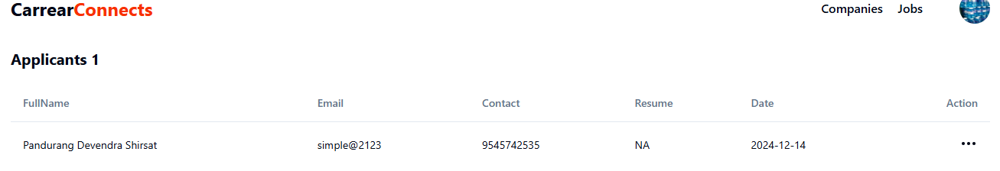 CarrearConnects Companies Jobs
Applicants 1
FullName Email Contact Resume Date Action
Pandurang Devendra Shirsat simple@2123 9545742535 NA 2024-12-14 •••